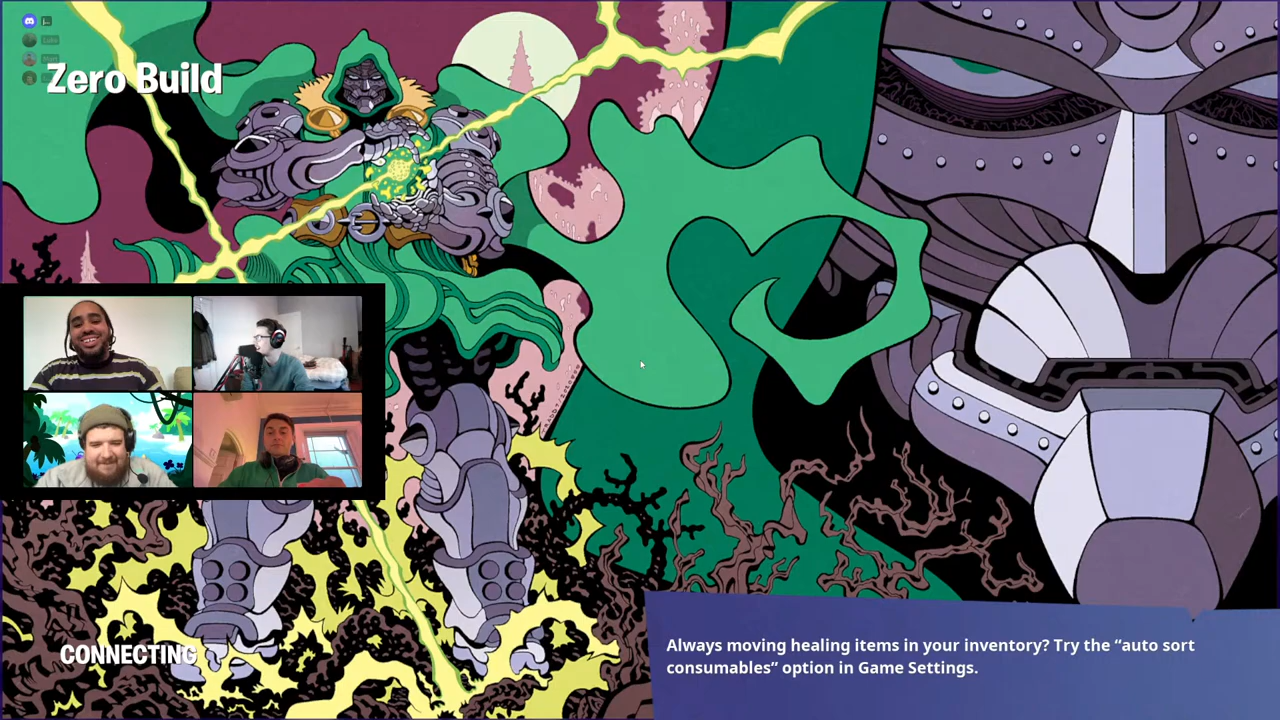 Zero Build
CONNECTING
Always moving healing items in your inventory? Try the “auto sort
consumables” option in Game Settings.